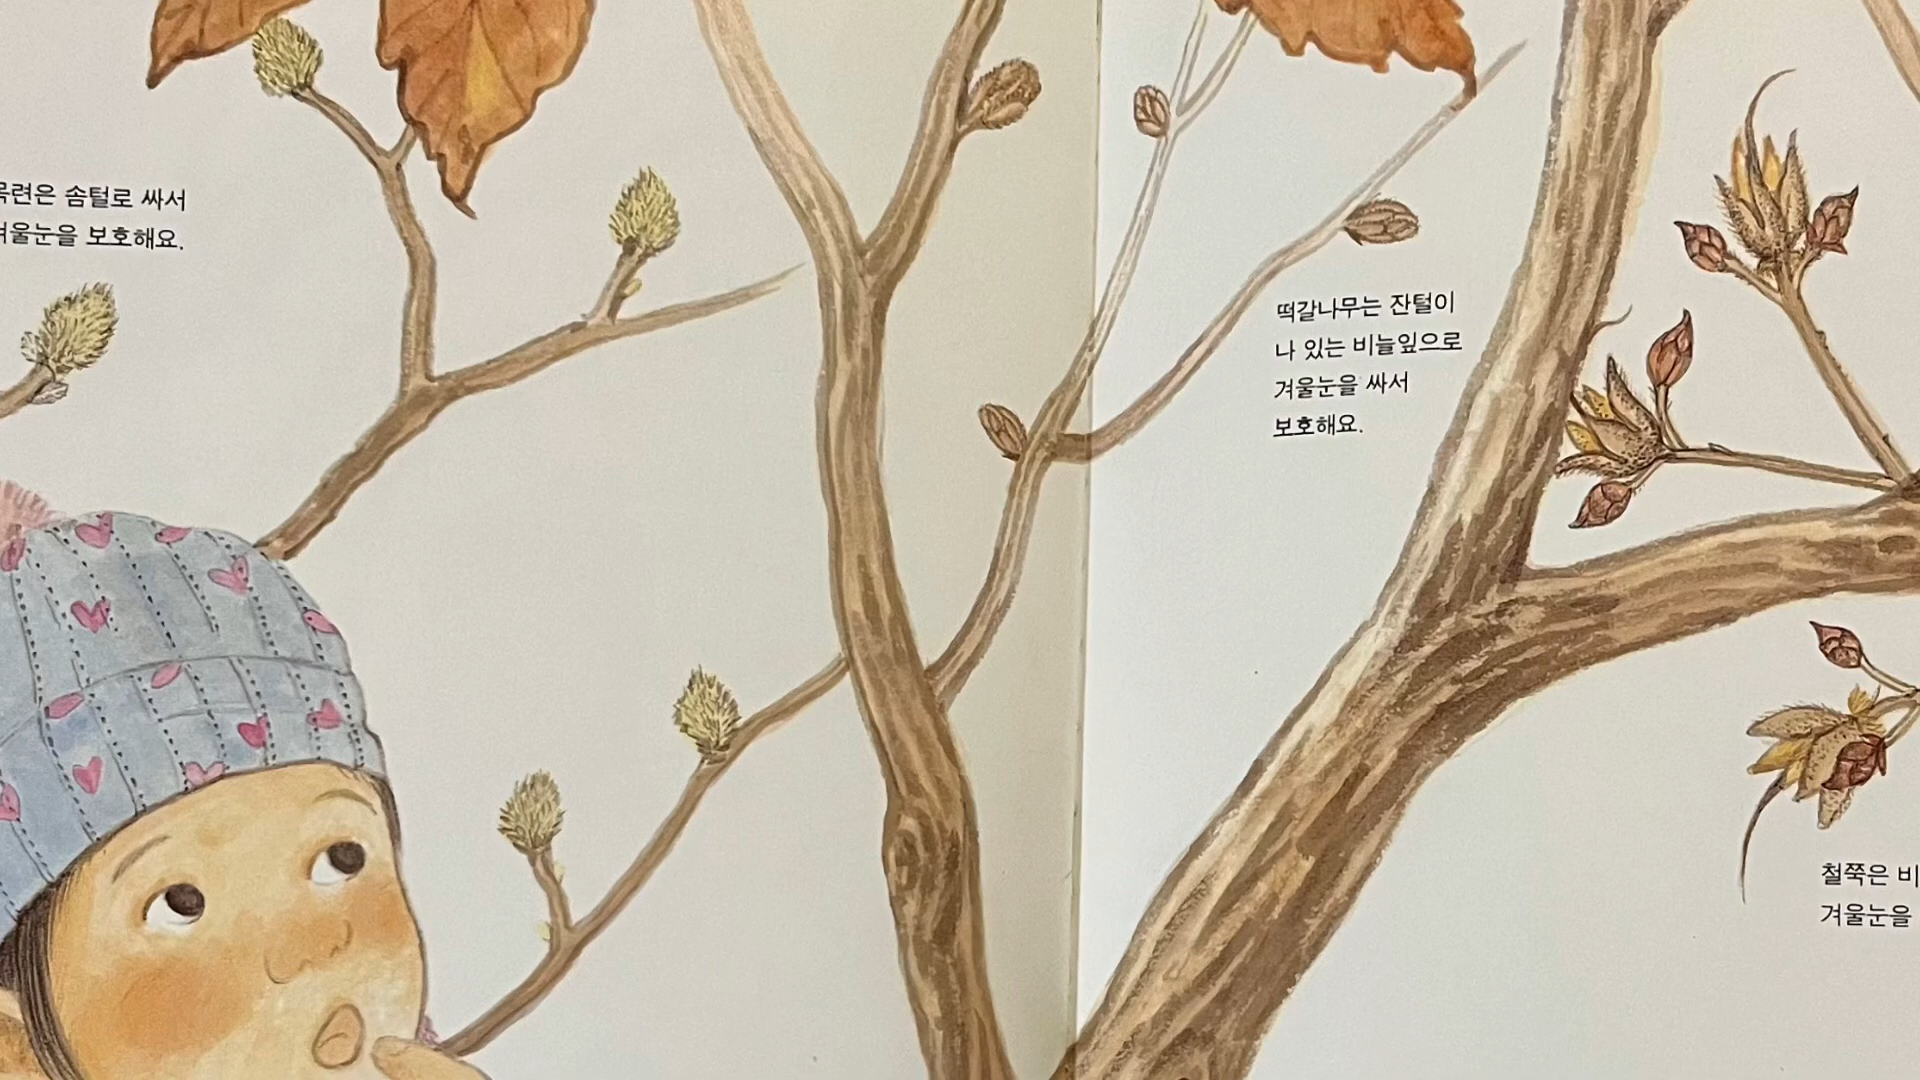 목련은 솜털로 싸서
겨울눈을 보호해요.
떡갈나무는 잔털이
나 있는 비늘잎으로
겨울눈을 싸서
보호해요.
철쭉은 비
겨울눈을